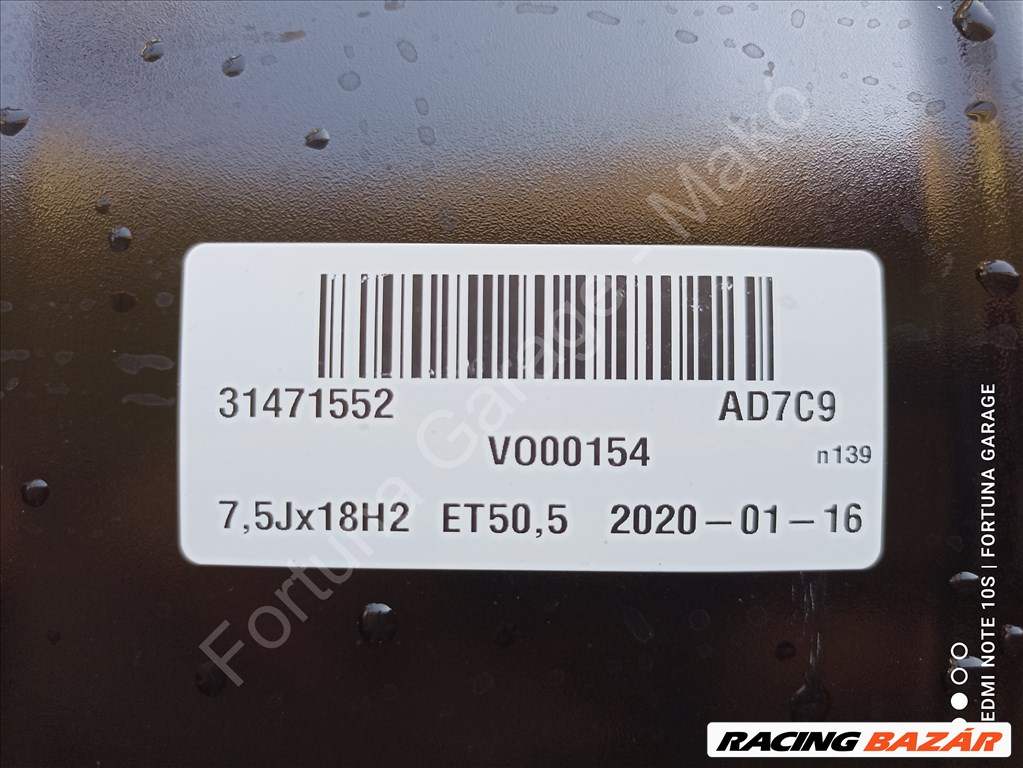 31471552 AD7C9
VO00154 n139
7,5Jx18H2 ET50,5 2020-01-16
Fortuna Garage - Makó
EDMI NOTE 10S | FORTUNA GARAGE
RACING BAZÁR